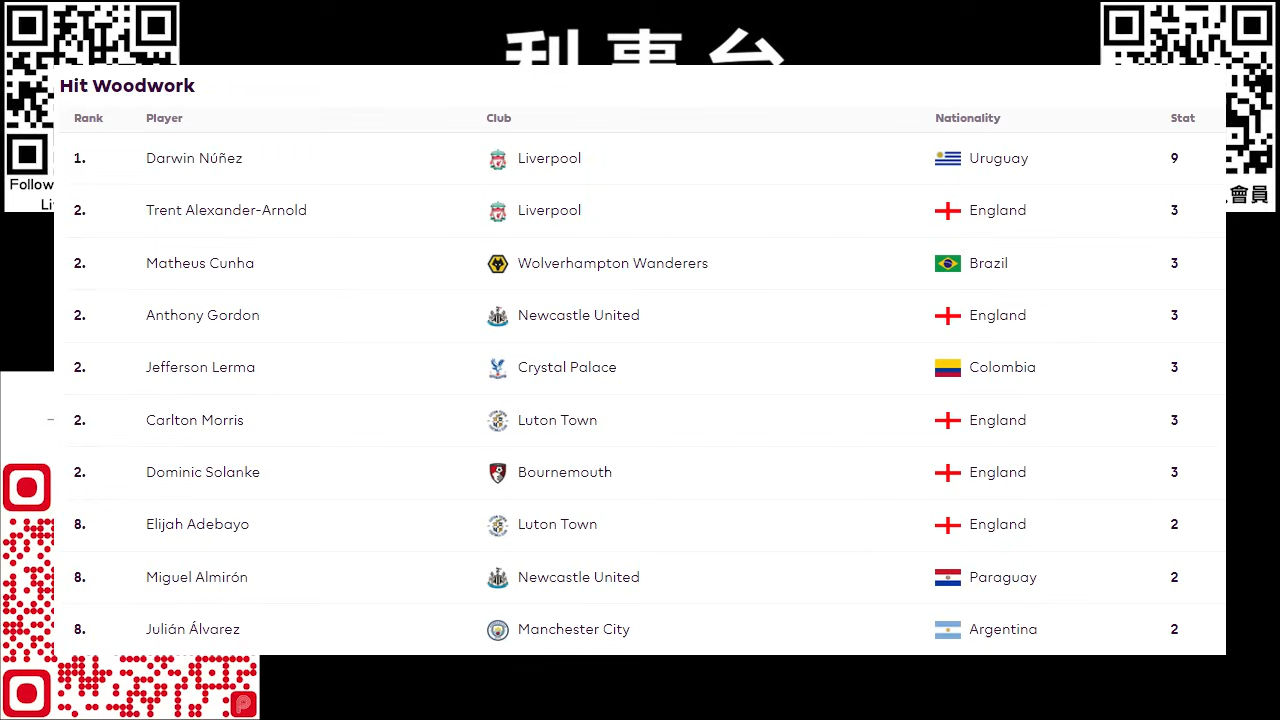 Hit Woodwork
Rank Player Club Nationality Stat
1. Darwin Núñez Liverpool Uruguay 9
2. Trent Alexander-Arnold Liverpool England 3
2. Matheus Cunha Wolverhampton Wanderers Brazil 3
2. Anthony Gordon Newcastle United England 3
2. Jefferson Lerma Crystal Palace Colombia 3
2. Carlton Morris Luton Town England 3
2. Dominic Solanke Bournemouth England 3
8. Elijah Adebayo Luton Town England 2
8. Miguel Almirón Newcastle United Paraguay 2
8. Julián Álvarez Manchester City Argentina 2
Follow
會員